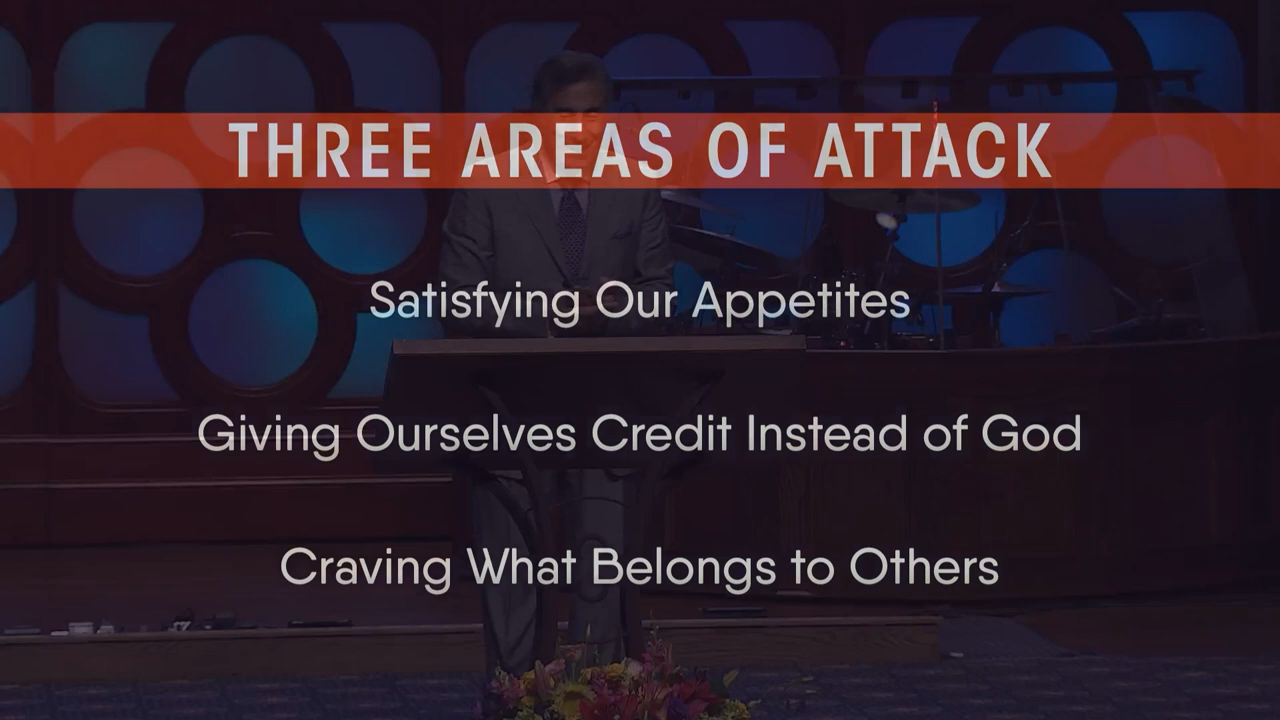 THREE AREAS OF ATTACK
Satisfying Our Appetites
Giving Ourselves Credit Instead of God
Craving What Belongs to Others